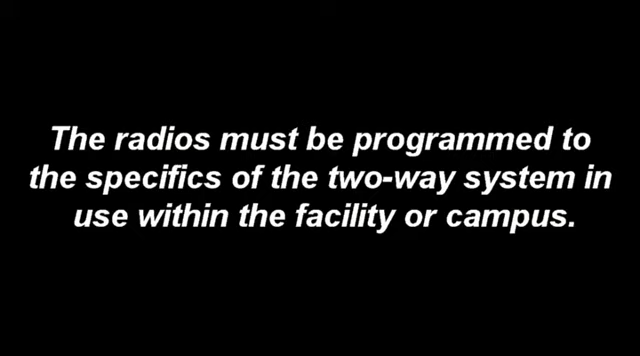 The radios must be programmed to
the specifics of the two-way system in
use within the facility or campus.